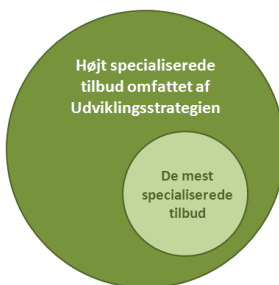 Højt specialiserede
tilbud omfattet af
Udviklingsstrategien
De mest
specialiserede
tilbud